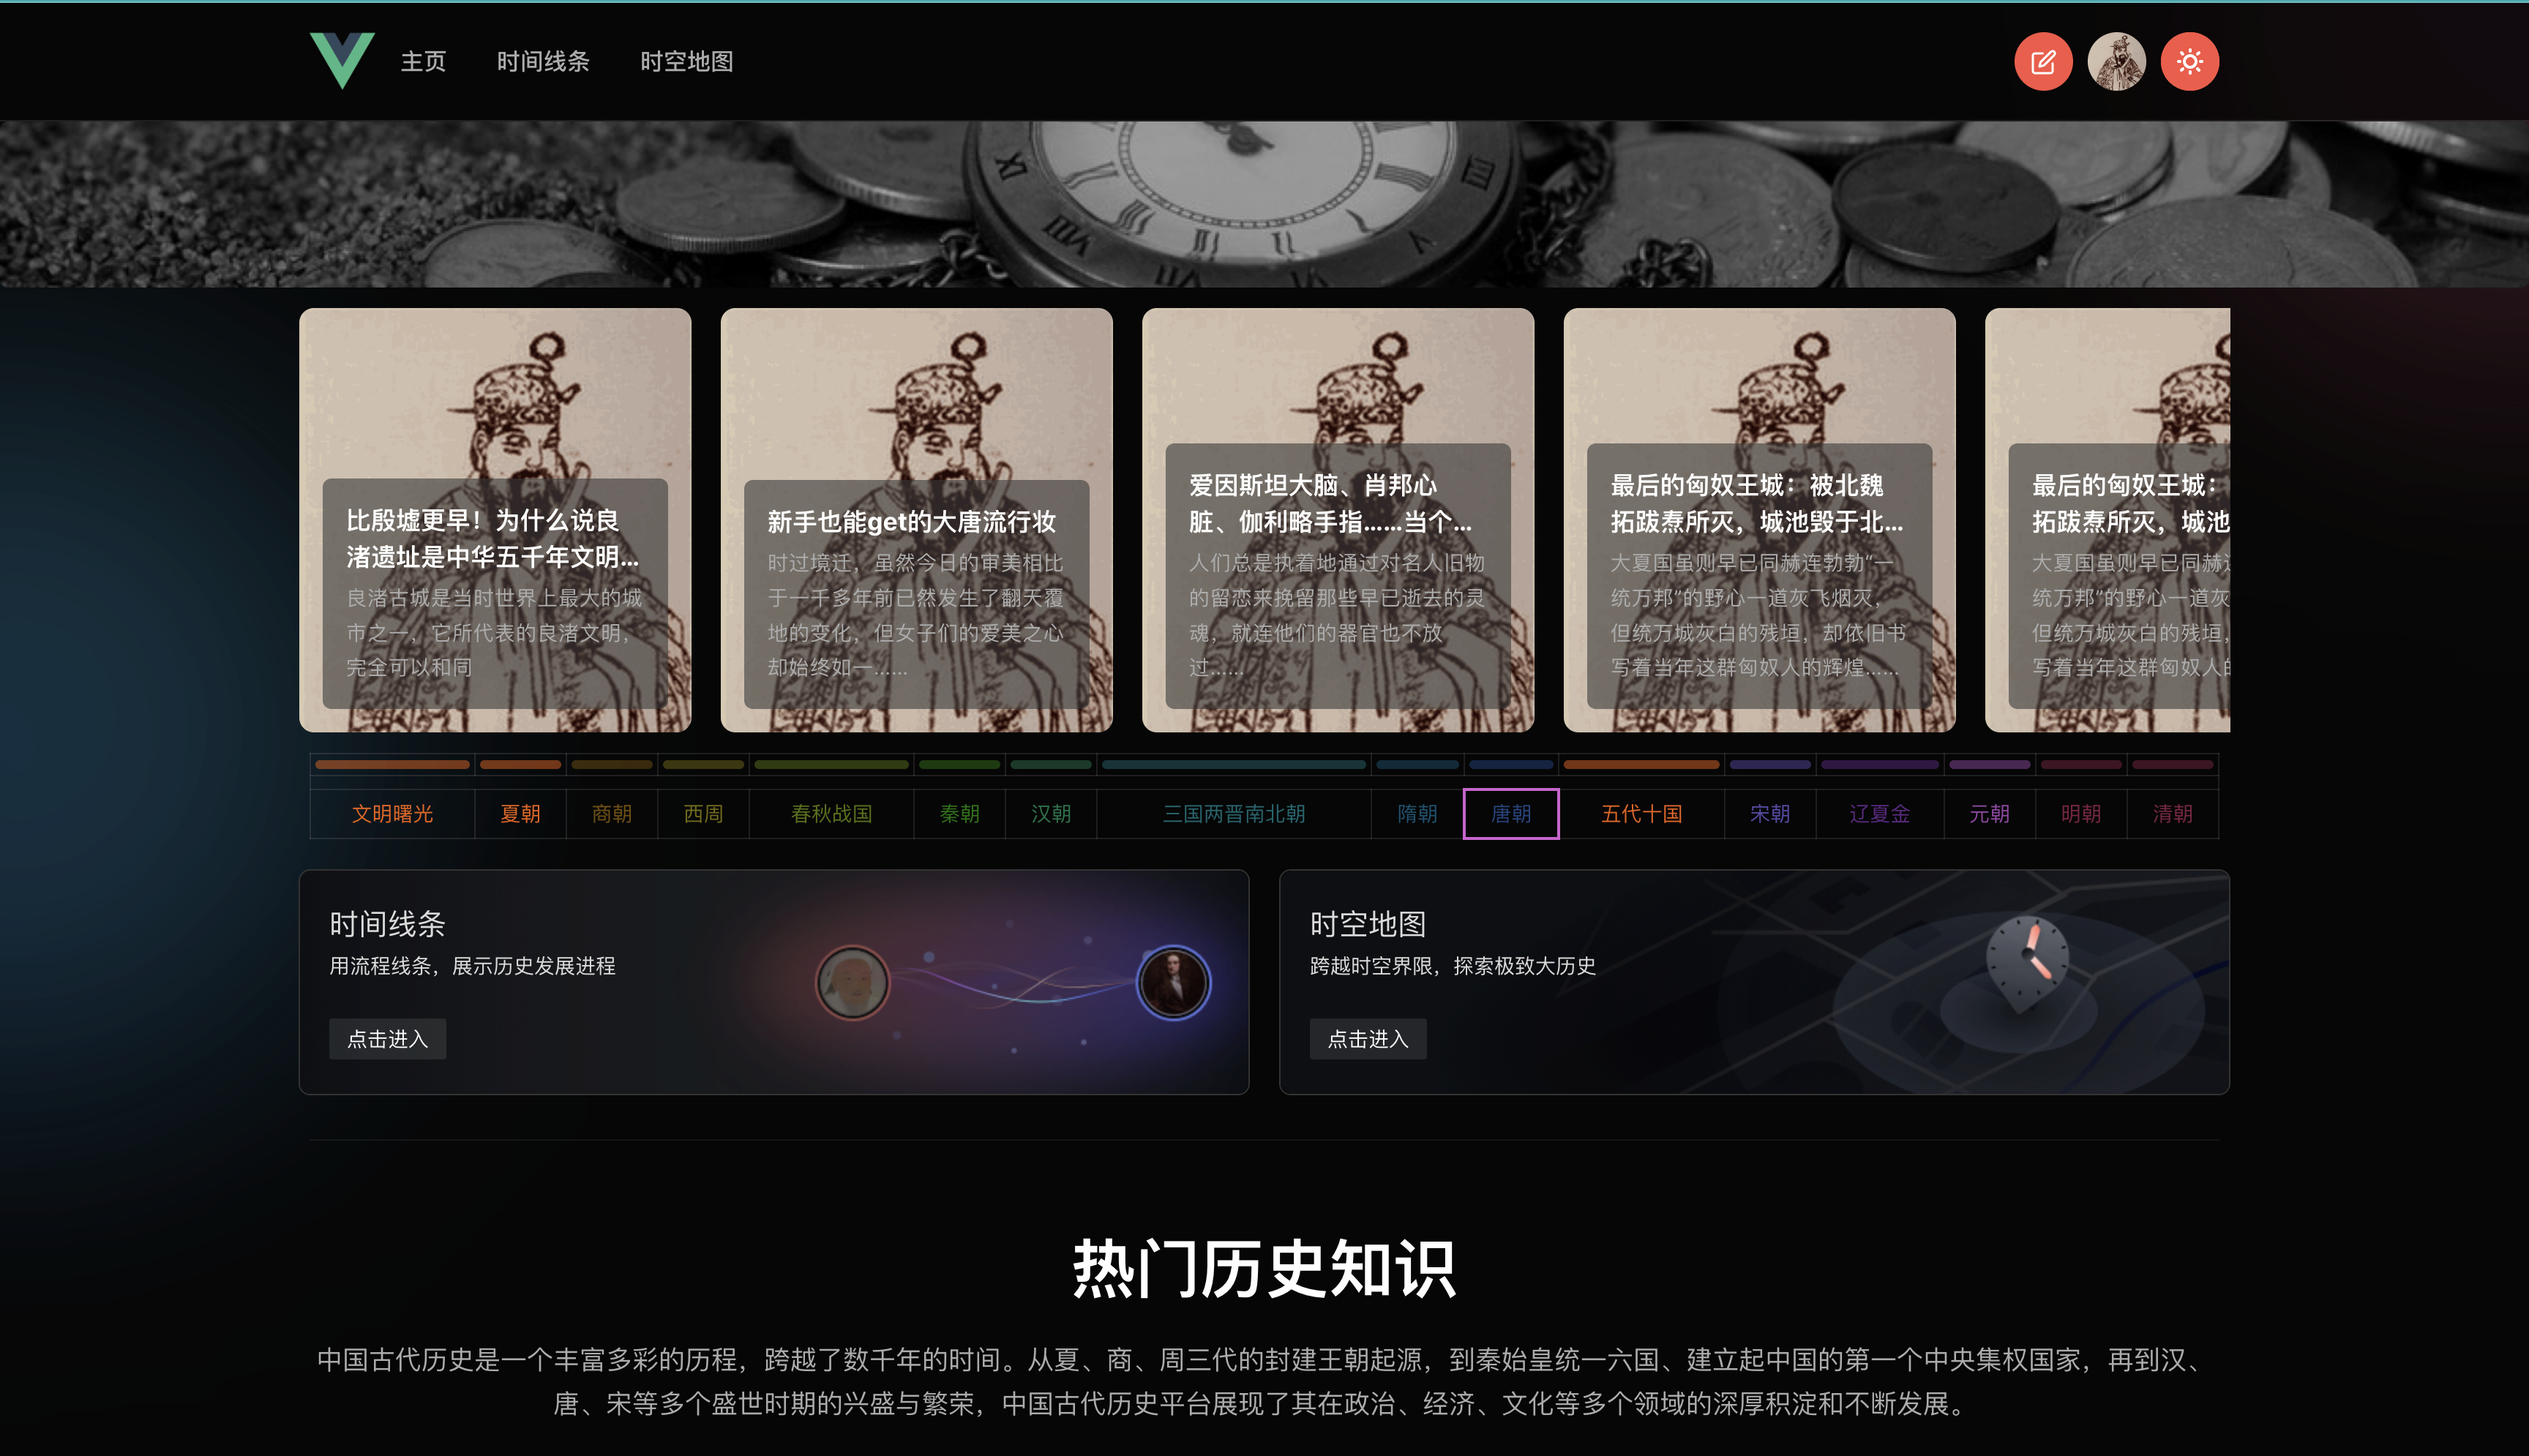 主页
时间线条
时空地图
比殷墟更早！为什么说良
渚遗址是中华五千年文明...
良渚古城是当时世界上最大的城
市之一，它所代表的良渚文明，
完全可以和同
新手也能get的大唐流行妆
时过境迁，虽然今日的审美相比
于一千多年前已然发生了翻天覆
地的变化，但女子们的爱美之心
却始终如一……
爱因斯坦大脑、肖邦心
脏、伽利略手指……当个...
人们总是执着地通过对名人旧物
的留恋来挽留那些早已逝去的灵
魂，就连他们的器官也不放
过……
最后的匈奴王城：被北魏
拓跋焘所灭，城池毁于北...
大夏国虽则早已同赫连勃勃“一
统万邦”的野心一道灰飞烟灭，
但统万城灰白的残垣，却依旧书
写着当年这群匈奴人的辉煌……
最后的匈奴王城：
拓跋焘所灭，城池
大夏国虽则早已同赫
统万邦”的野心一道灰
但统万城灰白的残垣，
写着当年这群匈奴人
文明曙光
夏朝
商朝
西周
春秋战国
秦朝
汉朝
三国两晋南北朝
隋朝
唐朝
五代十国
宋朝
辽夏金
元朝
明朝
清朝
时间线条
用流程线条，展示历史发展进程
点击进入
时空地图
跨越时空界限，探索极致大历史
点击进入
热门历史知识
中国古代历史是一个丰富多彩的历程，跨越了数千年的时间。从夏、商、周三代的封建王朝起源，到秦始皇统一六国、建立起中国的第一个中央集权国家，再到汉、
唐、宋等多个盛世时期的兴盛与繁荣，中国古代历史平台展现了其在政治、经济、文化等多个领域的深厚积淀和不断发展。